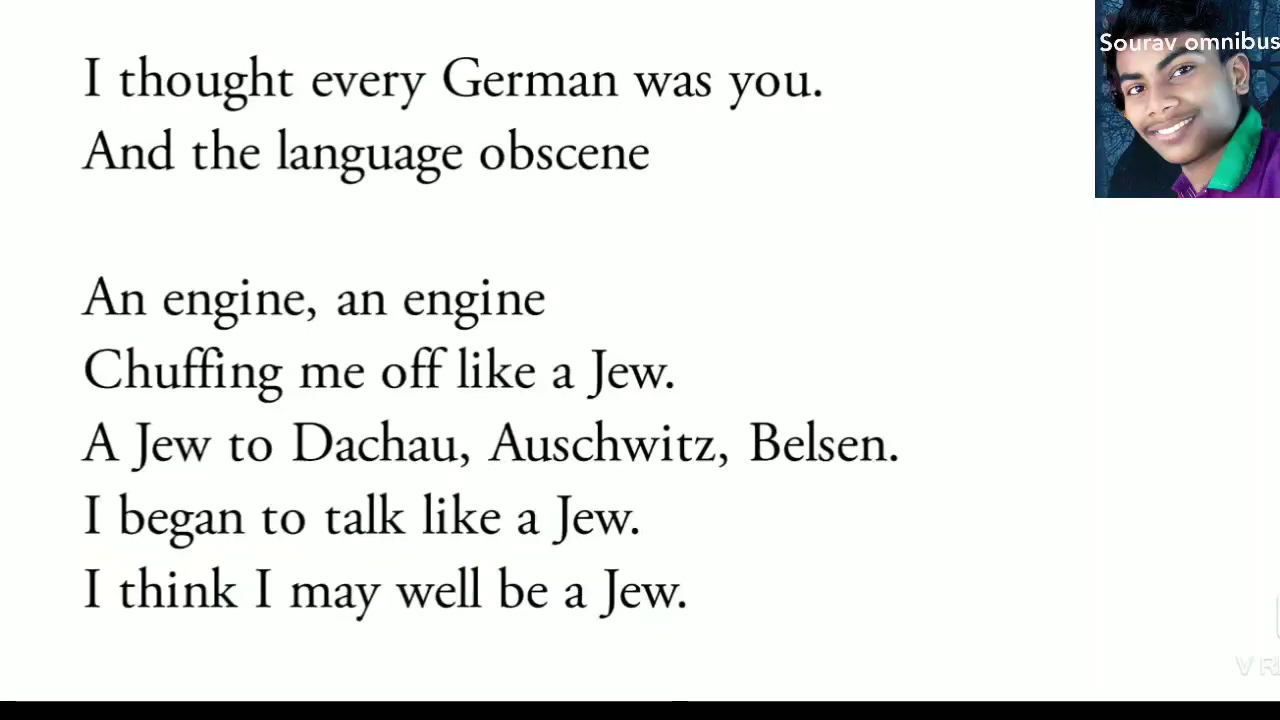 Sourav omnibus
I thought every German was you.
And the language obscene
An engine, an engine
Chuffing me off like a Jew.
A Jew to Dachau, Auschwitz, Belsen.
I began to talk like a Jew.
I think I may well be a Jew.